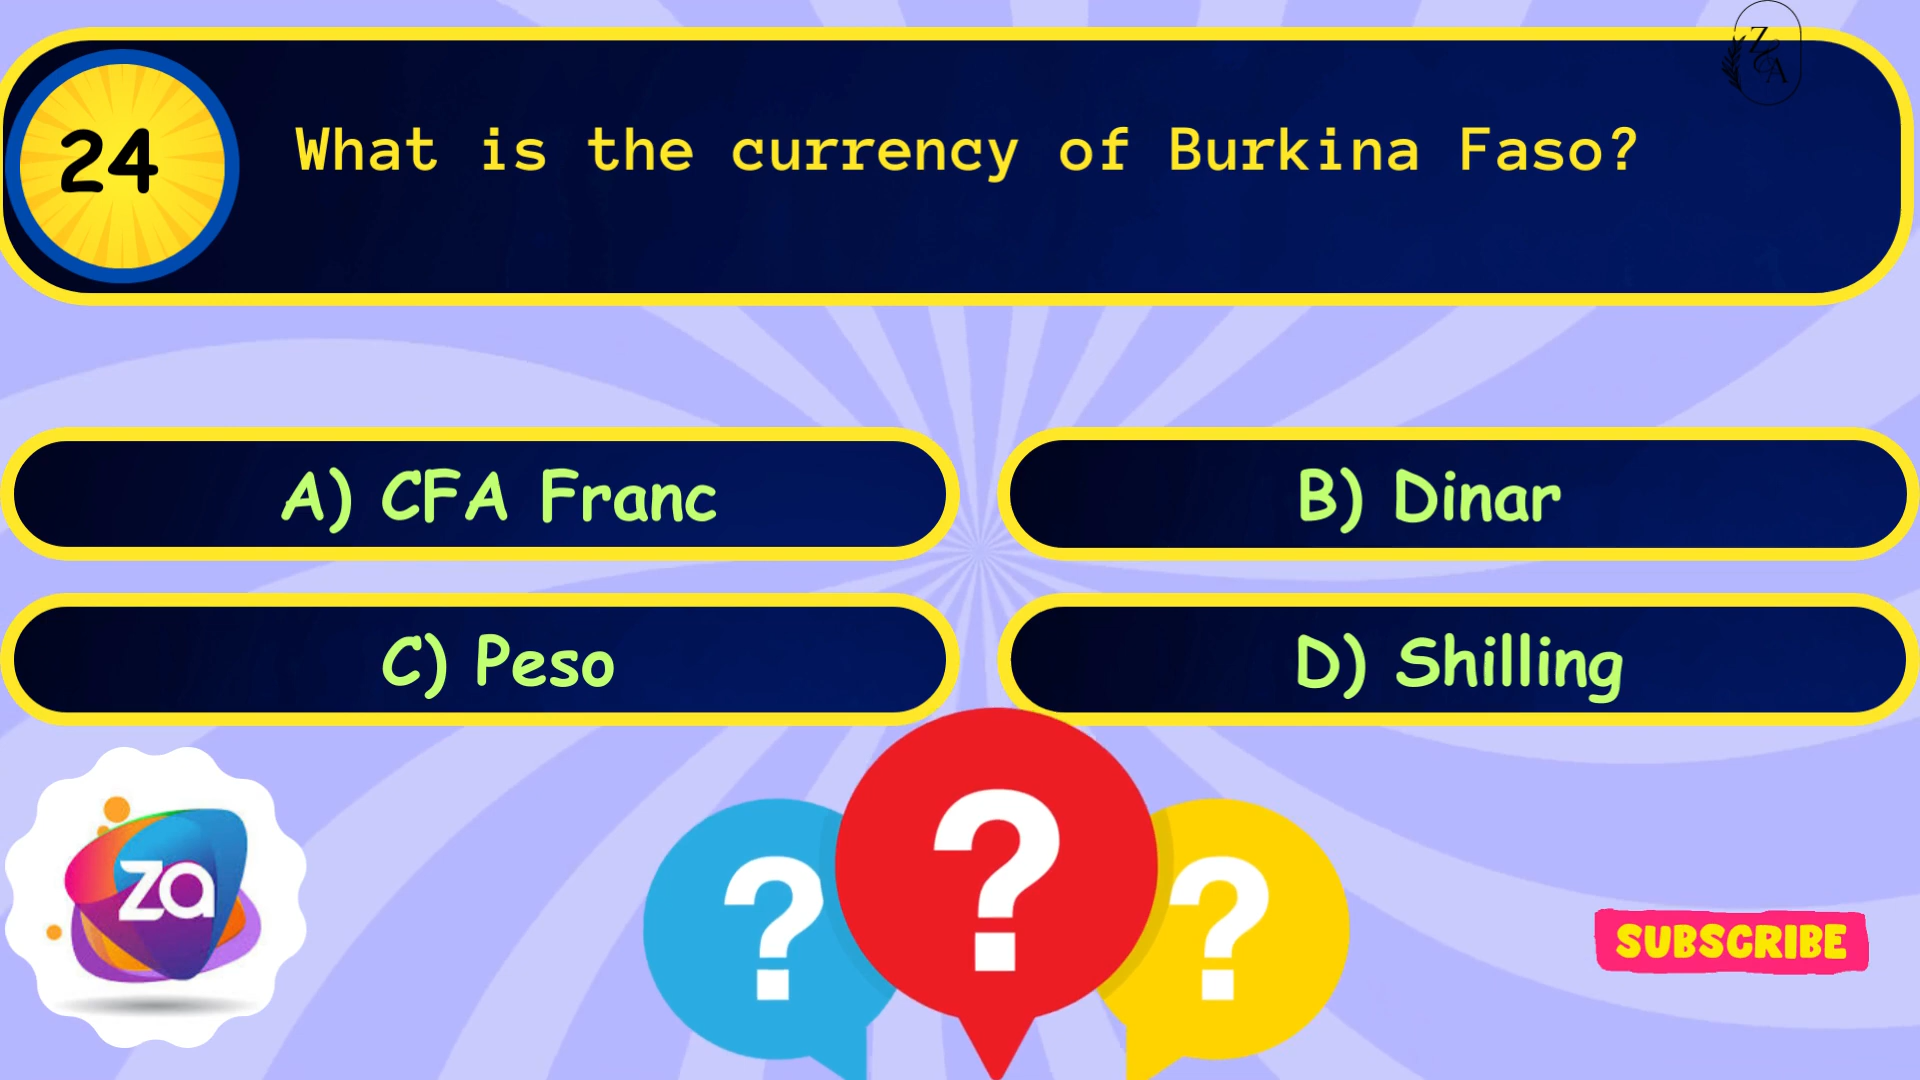 Z
A
24
What is the currency of Burkina Faso?
A) CFA Franc
B) Dinar
C) Peso
D) Shilling
za
? ? ?
SUBSCRIBE